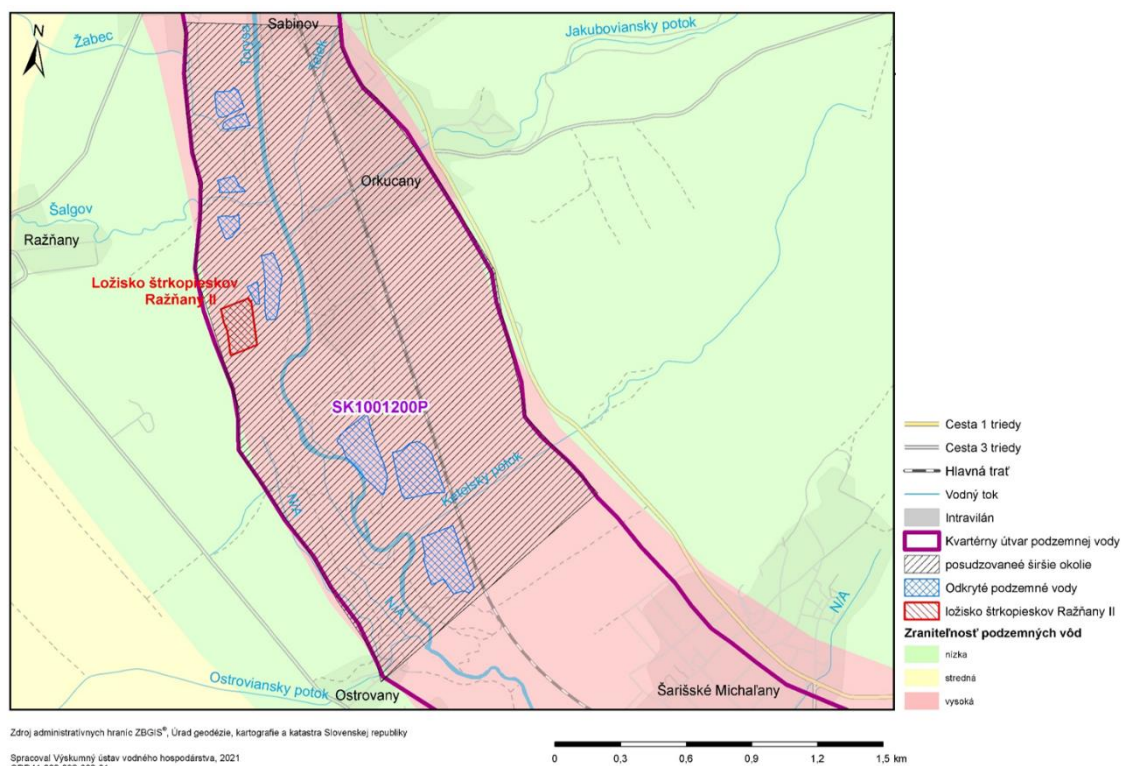 Sabinov
N
Žabec
Torysa
Telek
Jakuboviansky potok
Orkucany
Šalgov
Ražňany
Ložisko štrkopieskov
Ražňany II
SK1001200P
N/A
N/A
N/A
Ostroviansky potok
Ostrovany
Šarišské Michaľany
Cesta 1 triedy
Cesta 3 triedy
Hlavná trať
Vodný tok
Intravilán
Kvartérny útvar podzemnej vody
posudzovaneé širšie okolie
Odkryté podzemné vody
ložisko štrkopieskov Ražňany II
Zraniteľnosť podzemných vôd
nízka
stredná
vysoká
Zdroj administratívnych hraníc ZBGIS®, Úrad geodézie, kartografie a katastra Slovenskej republiky
Spracoval Výskumný ústav vodného hospodárstva, 2021
0 0,3 0,6 0,9 1,2 1,5 km